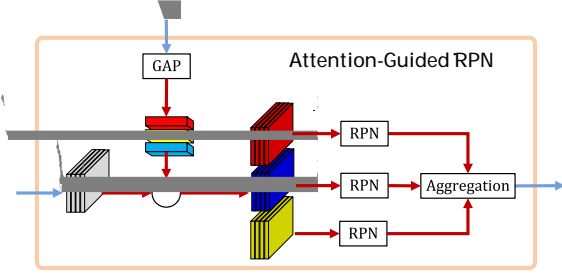 Attention-Guided RPN
GAP
RPN
RPN
Aggregation
RPN